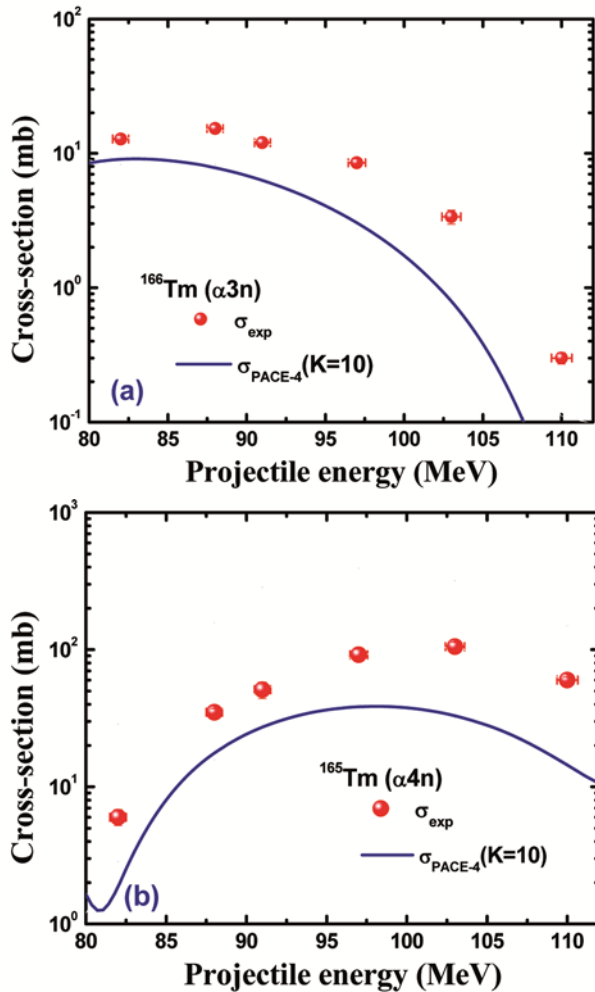 10²
10¹
10⁰
10⁻¹
Cross-section (mb)
¹⁶⁶Tm (α3n)
σexp
σPACE-4(K=10)
(a)
80 85 90 95 100 105 110
Projectile energy (MeV)
10³
10²
10¹
10⁰
Cross-section (mb)
¹⁶⁵Tm (α4n)
σexp
σPACE-4(K=10)
(b)
80 85 90 95 100 105 110
Projectile energy (MeV)